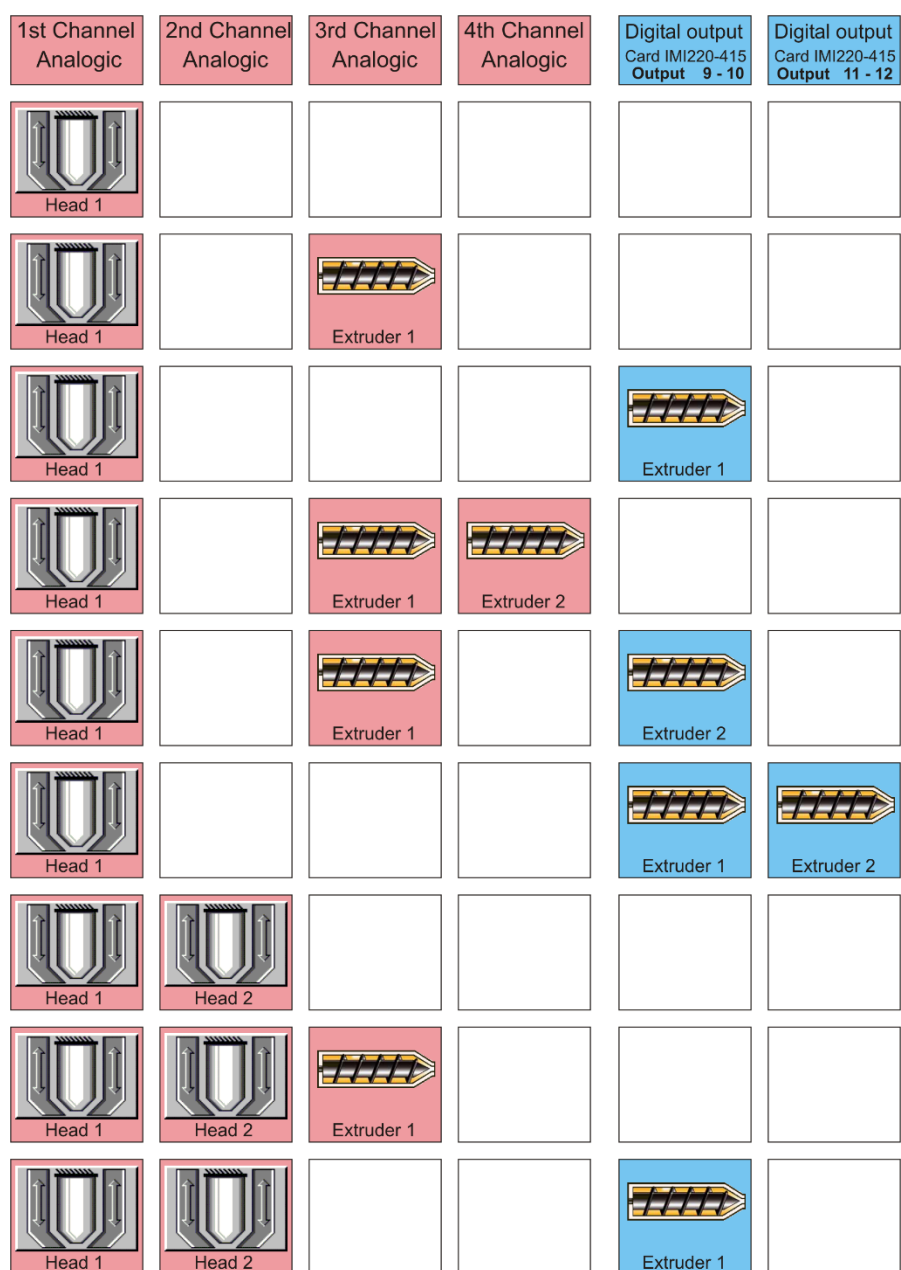 1st Channel
Analogic
2nd Channel
Analogic
3rd Channel
Analogic
4th Channel
Analogic
Digital output
Card IMI220-415
Output 9 - 10
Digital output
Card IMI220-415
Output 11 - 12
Head 1
Head 1
Extruder 1
Head 1
Extruder 1
Head 1
Extruder 1
Extruder 2
Head 1
Extruder 1
Extruder 2
Head 1
Extruder 1
Extruder 2
Head 1
Head 2
Head 1
Head 2
Extruder 1
Head 1
Head 2
Extruder 1